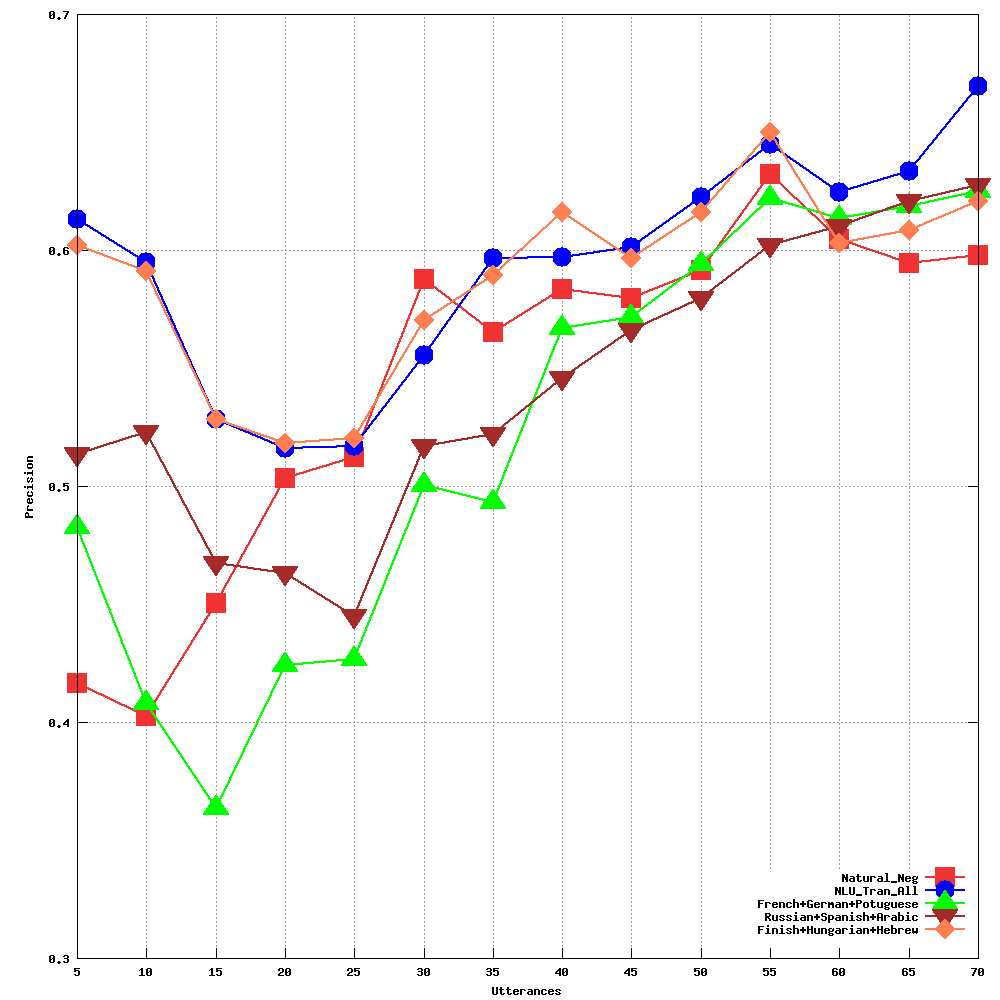 0.7
0.6
0.5
0.4
0.3
Precision
5 10 15 20 25 30 35 40 45 50 55 60 65 70
Utterances
Natural_Neg
NLU_Tran_All
French+German+Potuguese
Russian+Spanish+Arabic
Finish+Hungarian+Hebrew